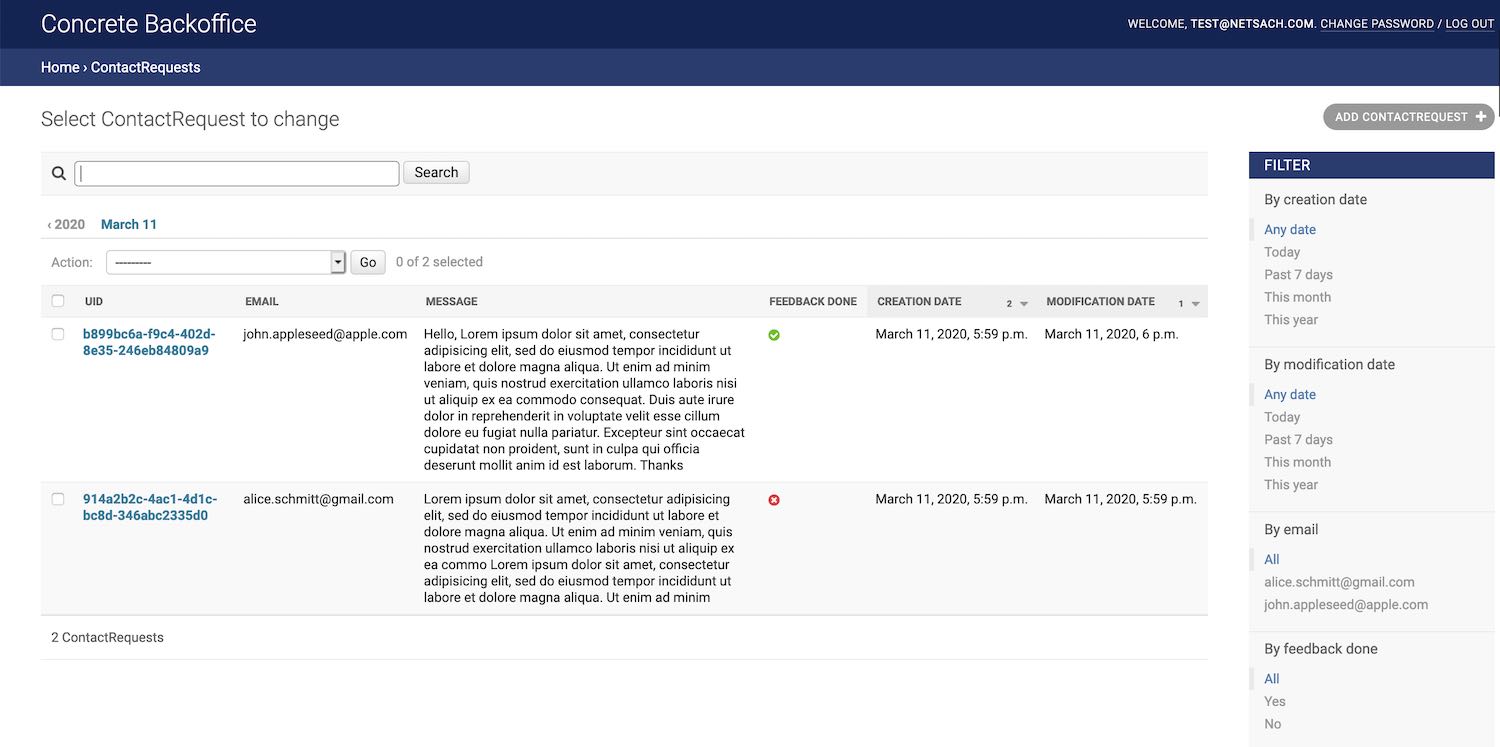 Concrete Backoffice
WELCOME, TEST@NETSACH.COM. CHANGE PASSWORD / LOG OUT
Home › ContactRequests
Select ContactRequest to change
ADD CONTACTREQUEST +
Search
‹ 2020 March 11
Action: --------- Go 0 of 2 selected
UID EMAIL MESSAGE FEEDBACK DONE CREATION DATE 2 MODIFICATION DATE 1
b899bc6a-f9c4-402d-
8e35-246eb84809a9
john.appleseed@apple.com
Hello, Lorem ipsum dolor sit amet, consectetur
adipisicing elit, sed do eiusmod tempor incididunt ut
labore et dolore magna aliqua. Ut enim ad minim
veniam, quis nostrud exercitation ullamco laboris nisi
ut aliquip ex ea commodo consequat. Duis aute irure
dolor in reprehenderit in voluptate velit esse cillum
dolore eu fugiat nulla pariatur. Excepteur sint occaecat
cupidatat non proident, sunt in culpa qui officia
deserunt mollit anim id est laborum. Thanks
March 11, 2020, 5:59 p.m.
March 11, 2020, 6 p.m.
914a2b2c-4ac1-4d1c-
bc8d-346abc2335d0
alice.schmitt@gmail.com
Lorem ipsum dolor sit amet, consectetur adipisicing
elit, sed do eiusmod tempor incididunt ut labore et
dolore magna aliqua. Ut enim ad minim veniam, quis
nostrud exercitation ullamco laboris nisi ut aliquip ex
ea commo Lorem ipsum dolor sit amet, consectetur
adipisicing elit, sed do eiusmod tempor incididunt ut
labore et dolore magna aliqua. Ut enim ad minim
March 11, 2020, 5:59 p.m.
March 11, 2020, 5:59 p.m.
2 ContactRequests
FILTER
By creation date
Any date
Today
Past 7 days
This month
This year
By modification date
Any date
Today
Past 7 days
This month
This year
By email
All
alice.schmitt@gmail.com
john.appleseed@apple.com
By feedback done
All
Yes
No